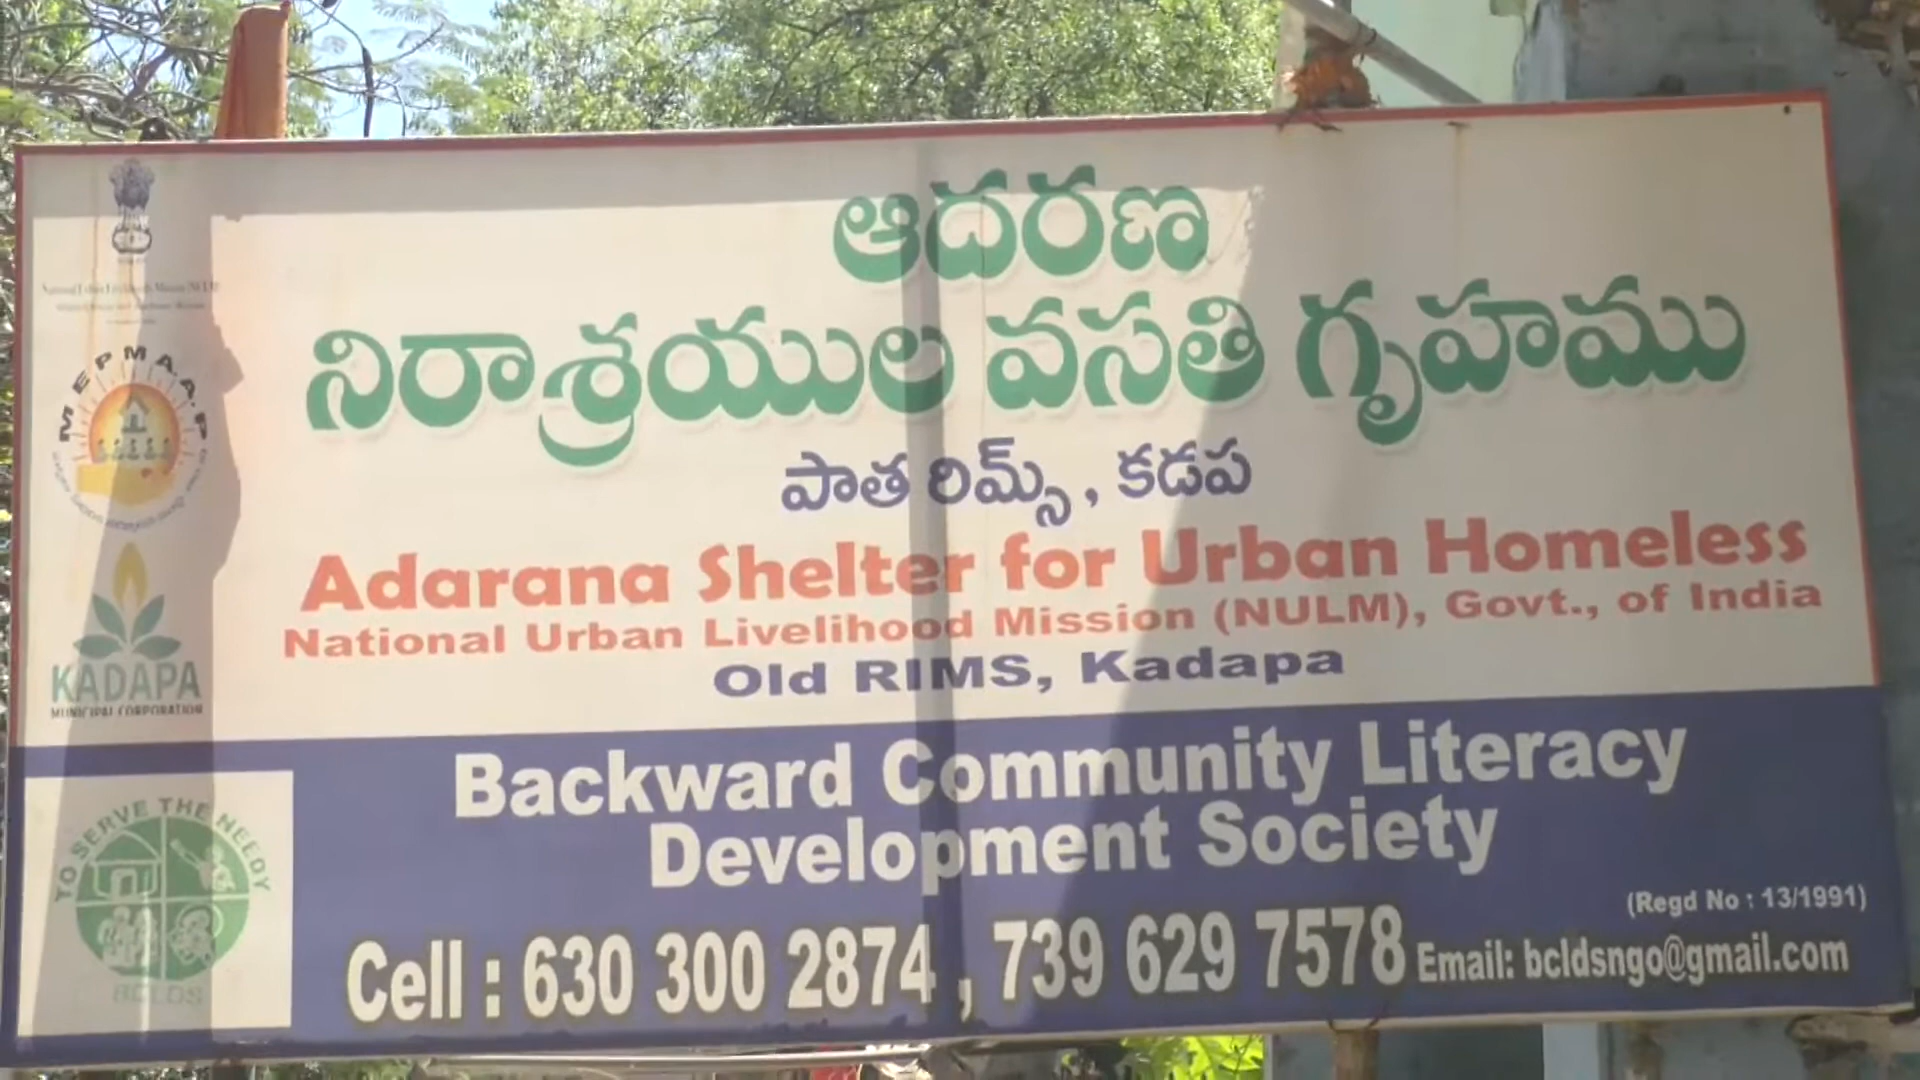 ఆదరణ
నిరాశ్రయుల వసతి గృహము
పాత రిమ్స్, కడప
Adarana Shelter for Urban Homeless
National Urban Livelihood Mission (NULM), Govt., of India
Old RIMS, Kadapa
MEPMA A.P
KADAPA
MUNICIPAL CORPORATION
Backward Community Literacy
Development Society
TO SERVE THE NEEDY
BCLDS
(Regd No : 13/1991)
Cell : 630 300 2874 , 739 629 7578 Email: bcldsngo@gmail.com